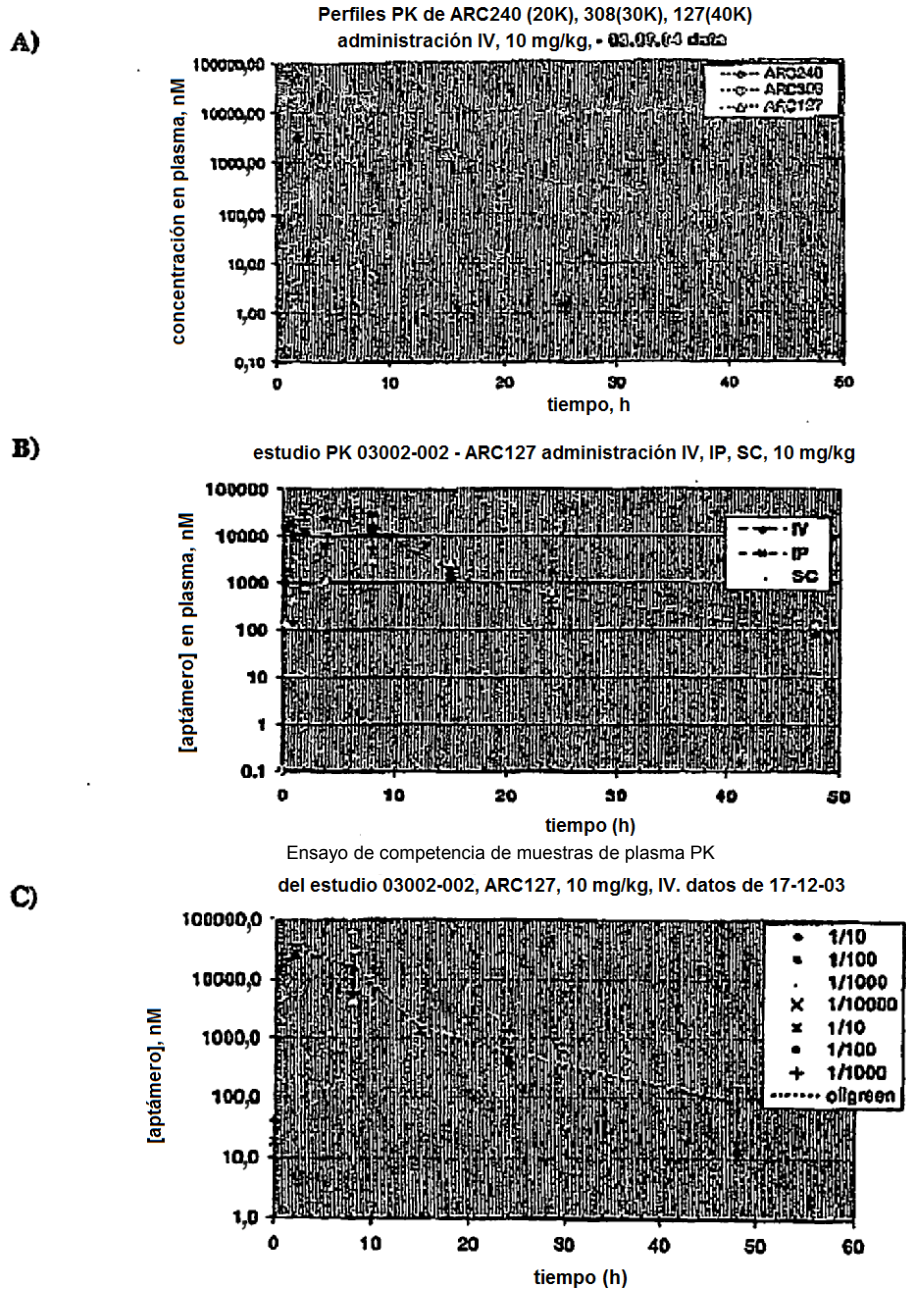 A)
Perfiles PK de ARC240 (20K), 308(30K), 127(40K)
administración IV, 10 mg/kg, - data
concentración en plasma, nM
100000,00
10000,00
1000,00
100,00
10,00
1,00
0,10
0
10
20
30
40
50
tiempo, h
ARC240
ARC308
ARC127
B)
estudio PK 03002-002 - ARC127 administración IV, IP, SC, 10 mg/kg
[aptámero] en plasma, nM
100000
10000
1000
100
10
1
0.1
0
10
20
30
40
50
tiempo (h)
IV
IP
SC
C)
Ensayo de competencia de muestras de plasma PK
del estudio 03002-002, ARC127, 10 mg/kg, IV. datos de 17-12-03
[aptámero], nM
100000,0
10000,0
1000,0
100,0
10,0
1,0
0
10
20
30
40
50
60
tiempo (h)
1/10
1/100
1/1000
1/10000
1/10
1/100
1/1000
oilgreen